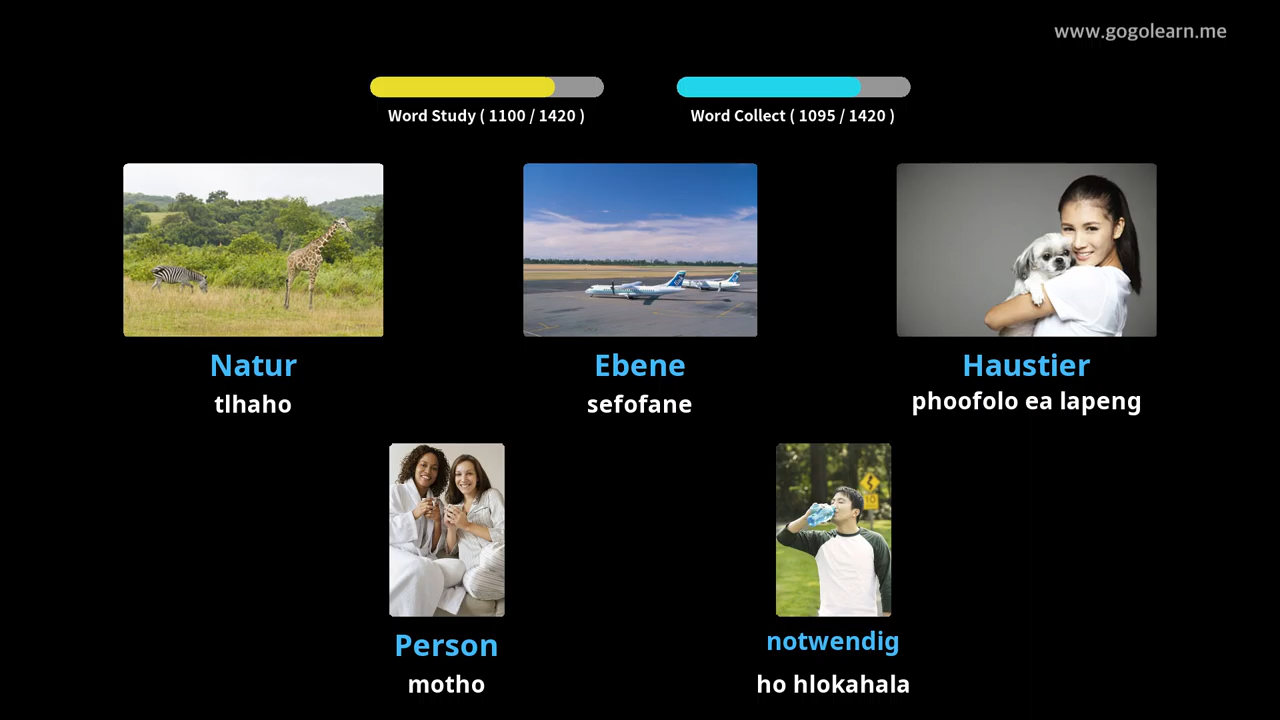 www.gogolearn.me
Word Study ( 1100 / 1420 )
Word Collect ( 1095 / 1420 )
Natur
tlhaho
Ebene
sefofane
Haustier
phoofolo ea lapeng
Person
motho
notwendig
ho hlokahala